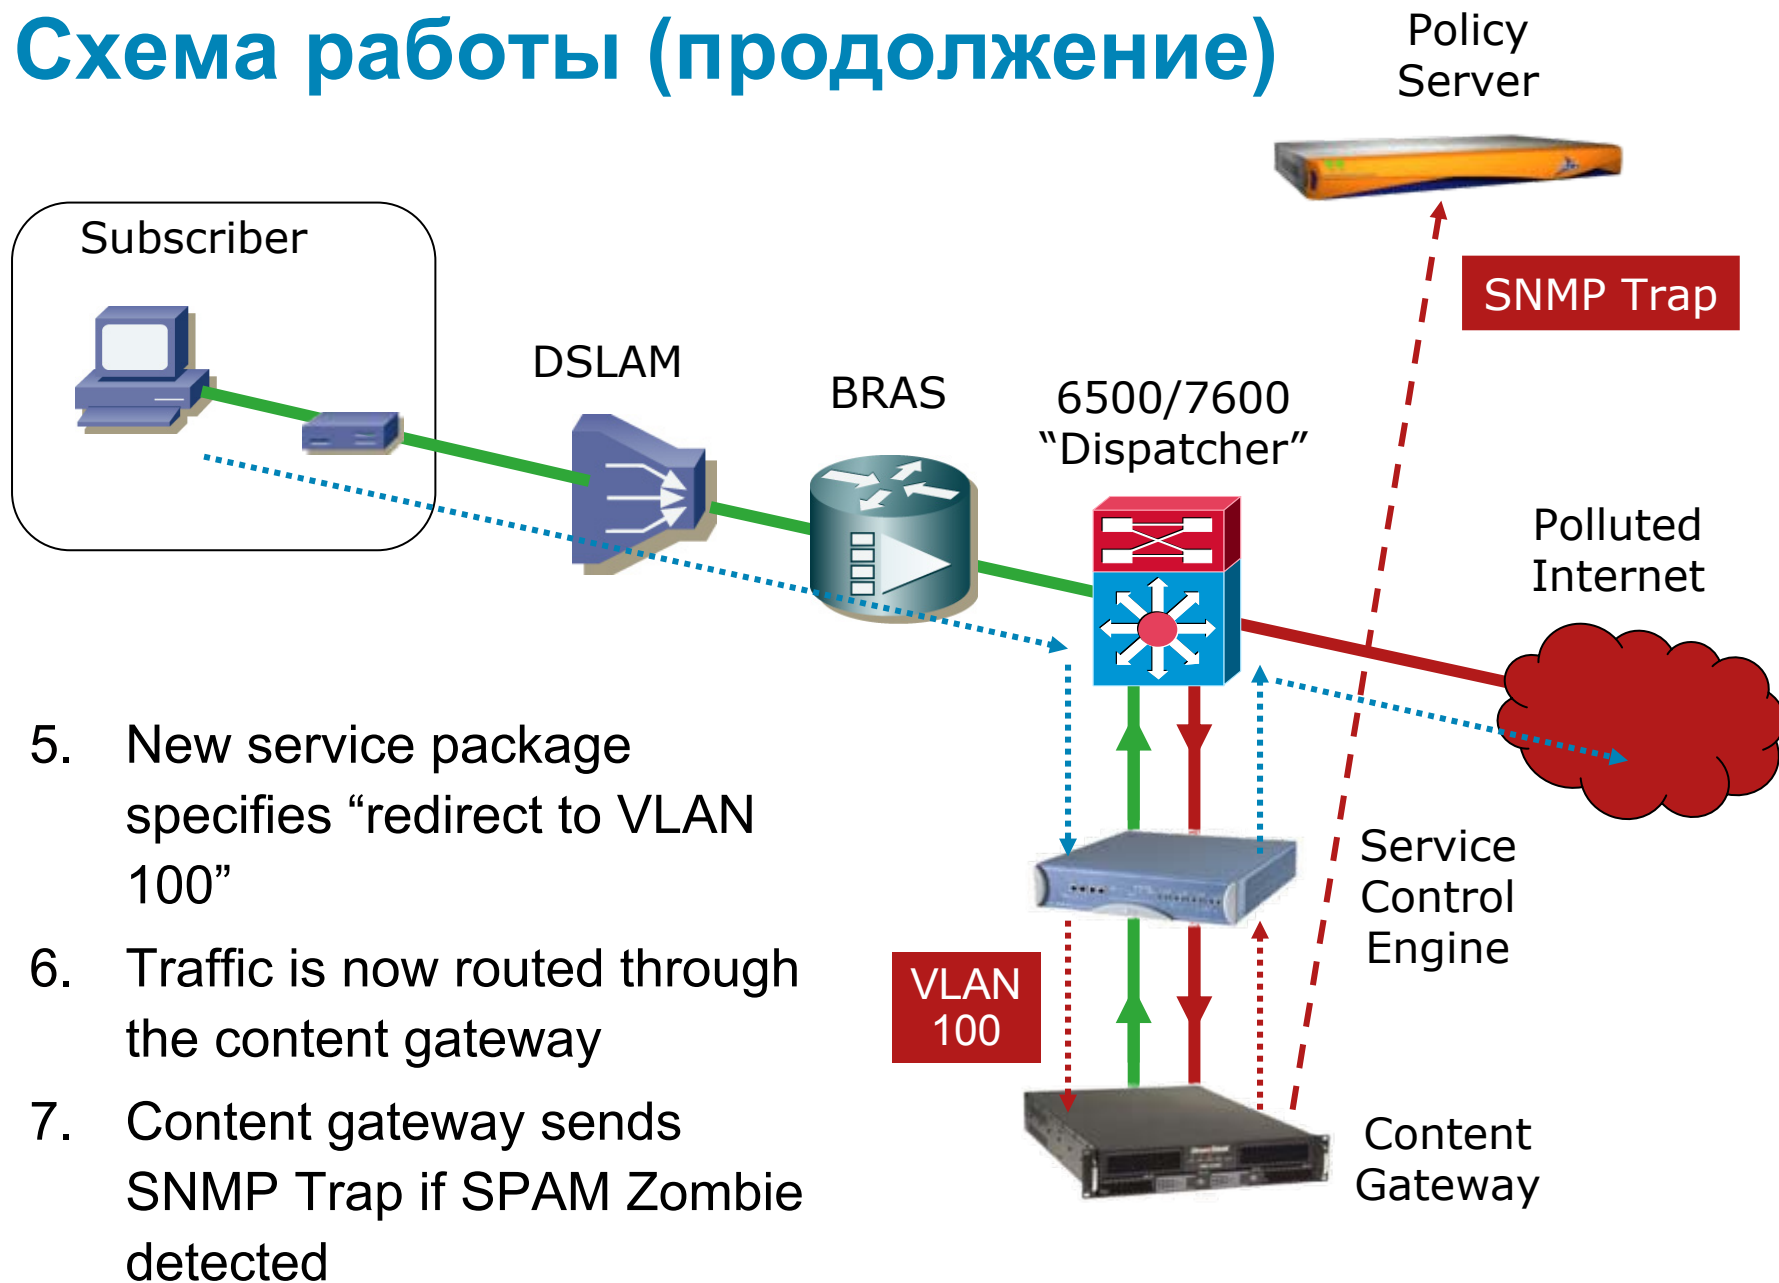 Схема работы (продолжение)
Policy
Server
Subscriber
SNMP Trap
DSLAM
BRAS
6500/7600
“Dispatcher”
Polluted
Internet
5. New service package
specifies “redirect to VLAN
100”
6. Traffic is now routed through
the content gateway
7. Content gateway sends
SNMP Trap if SPAM Zombie
detected
Service
Control
Engine
VLAN
100
Content
Gateway